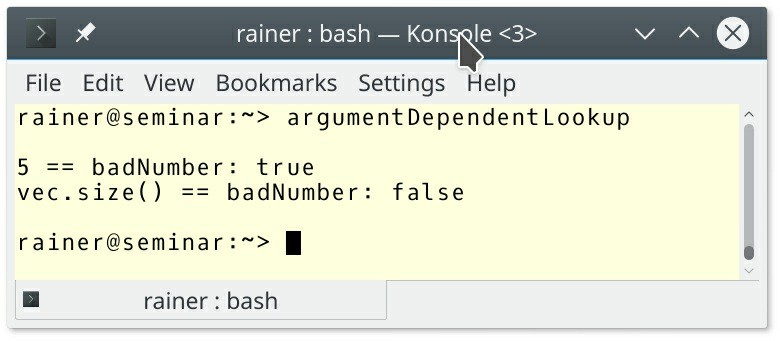 rainer : bash — Konsole <3>
File Edit View Bookmarks Settings Help
rainer@seminar:~> argumentDependentLookup
5 == badNumber: true
vec.size() == badNumber: false
rainer@seminar:~>
rainer : bash